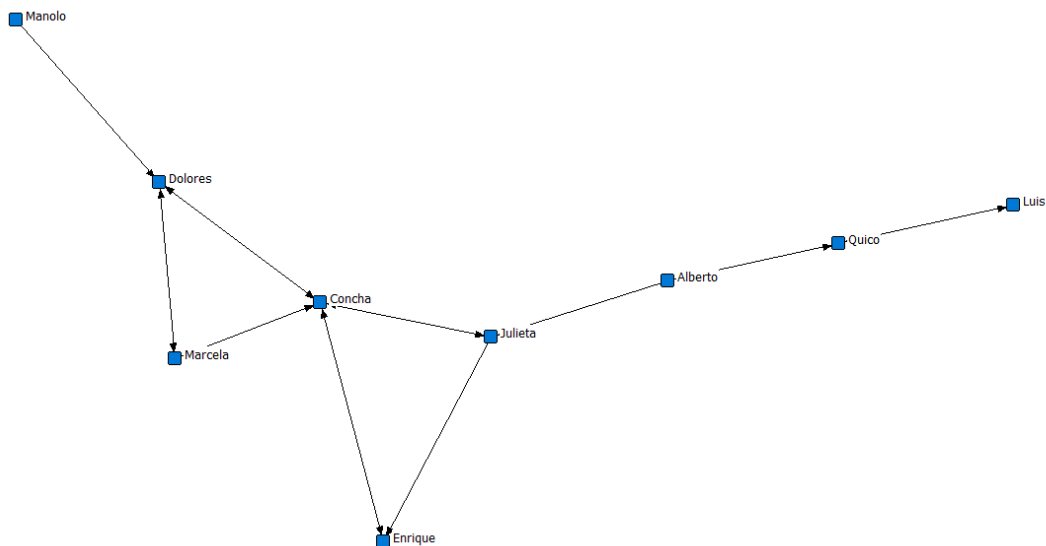 Manolo
Dolores
Luis
Quico
Alberto
Concha
Julieta
Marcela
Enrique